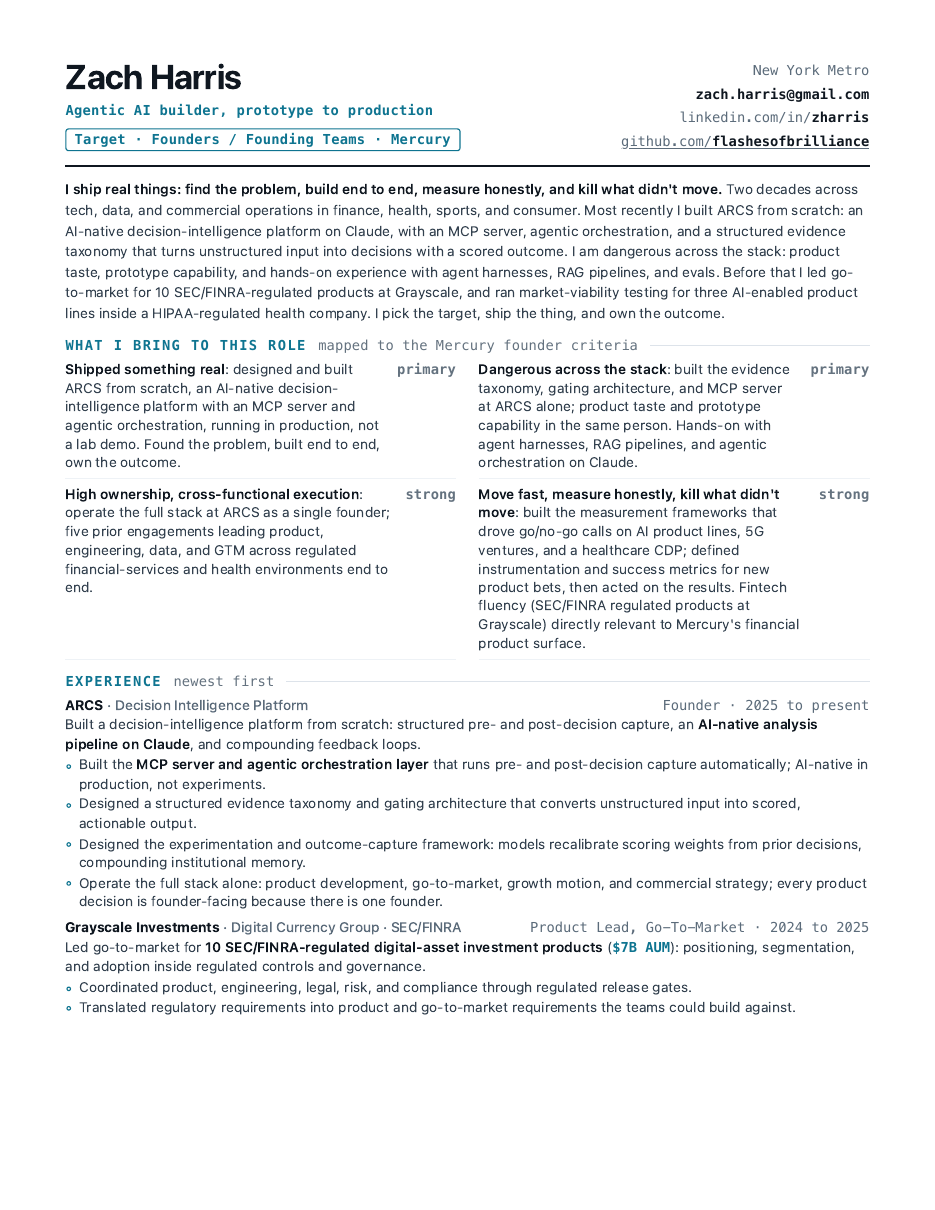 Zach Harris
Agentic AI builder, prototype to production
Target · Founders / Founding Teams · Mercury
New York Metro
zach.harris@gmail.com
linkedin.com/in/zharris
github.com/flashesofbrilliance
I ship real things: find the problem, build end to end, measure honestly, and kill what didn't move. Two decades across
tech, data, and commercial operations in finance, health, sports, and consumer. Most recently I built ARCS from scratch: an
AI-native decision-intelligence platform on Claude, with an MCP server, agentic orchestration, and a structured evidence
taxonomy that turns unstructured input into decisions with a scored outcome. I am dangerous across the stack: product
taste, prototype capability, and hands-on experience with agent harnesses, RAG pipelines, and evals. Before that I led go-
to-market for 10 SEC/FINRA-regulated products at Grayscale, and ran market-viability testing for three AI-enabled product
lines inside a HIPAA-regulated health company. I pick the target, ship the thing, and own the outcome.
WHAT I BRING TO THIS ROLE mapped to the Mercury founder criteria
Shipped something real: designed and built primary
ARCS from scratch, an AI-native decision-
intelligence platform with an MCP server and
agentic orchestration, running in production, not
a lab demo. Found the problem, built end to end,
own the outcome.
Dangerous across the stack: built the evidence primary
taxonomy, gating architecture, and MCP server
at ARCS alone; product taste and prototype
capability in the same person. Hands-on with
agent harnesses, RAG pipelines, and agentic
orchestration on Claude.
High ownership, cross-functional execution: strong
operate the full stack at ARCS as a single founder;
five prior engagements leading product,
engineering, data, and GTM across regulated
financial-services and health environments end to
end.
Move fast, measure honestly, kill what didn't strong
move: built the measurement frameworks that
drove go/no-go calls on AI product lines, 5G
ventures, and a healthcare CDP; defined
instrumentation and success metrics for new
product bets, then acted on the results. Fintech
fluency (SEC/FINRA regulated products at
Grayscale) directly relevant to Mercury's financial
product surface.
EXPERIENCE newest first
ARCS · Decision Intelligence Platform Founder · 2025 to present
Built a decision-intelligence platform from scratch: structured pre- and post-decision capture, an AI-native analysis
pipeline on Claude, and compounding feedback loops.
Built the MCP server and agentic orchestration layer that runs pre- and post-decision capture automatically; AI-native in
production, not experiments.
Designed a structured evidence taxonomy and gating architecture that converts unstructured input into scored,
actionable output.
Designed the experimentation and outcome-capture framework: models recalibrate scoring weights from prior decisions,
compounding institutional memory.
Operate the full stack alone: product development, go-to-market, growth motion, and commercial strategy; every product
decision is founder-facing because there is one founder.
Grayscale Investments · Digital Currency Group · SEC/FINRA Product Lead, Go-To-Market · 2024 to 2025
Led go-to-market for 10 SEC/FINRA-regulated digital-asset investment products ($7B AUM): positioning, segmentation,
and adoption inside regulated controls and governance.
Coordinated product, engineering, legal, risk, and compliance through regulated release gates.
Translated regulatory requirements into product and go-to-market requirements the teams could build against.